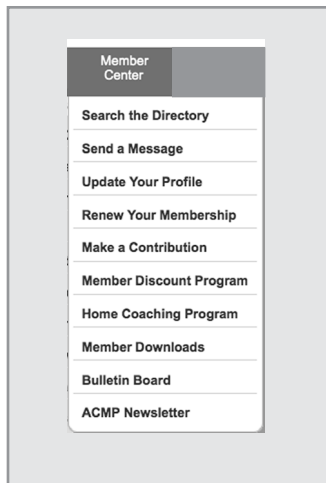 Member
Center
Search the Directory
Send a Message
Update Your Profile
Renew Your Membership
Make a Contribution
Member Discount Program
Home Coaching Program
Member Downloads
Bulletin Board
ACMP Newsletter